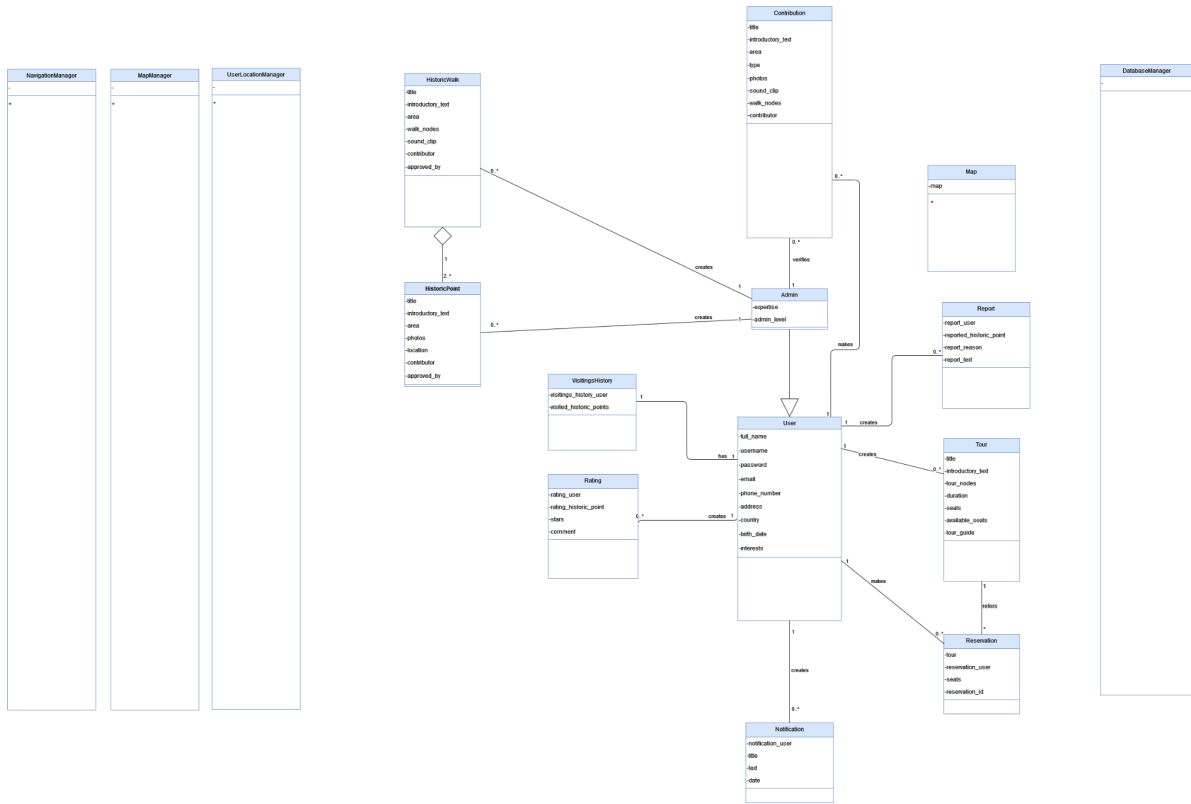 NavigationManager
-
+
MapManager
-
+
UserLocationManager
-
+
HistoricWalk
-title
-introductory_text
-area
-walk_nodes
-sound_clip
-contributor
-approved_by
0..*
1
2..*
HistoricPoint
-title
-introductory_text
-area
-photos
-location
-contributor
-approved_by
0..*
creates
1
creates
1
Contribution
-title
-introductory_text
-area
-type
-photos
-sound_clip
-walk_nodes
-contributor
0..*
0..*
verifies
1
Admin
-expertise
-admin_level
makes
1
Map
-map
+
DatabaseManager
-
Report
-report_user
-reported_historic_point
-report_reason
-report_text
0..*
1
creates
VisitingsHistory
-visitings_history_user
-visited_historic_points
1
has
1
Rating
-rating_user
-rating_historic_point
-stars
-comment
0..*
creates
1
User
-full_name
-username
-password
-email
-phone_number
-address
-country
-birth_date
-interests
1
creates
0..*
Tour
-title
-introductory_text
-tour_nodes
-duration
-seats
-available_seats
-tour_guide
1
refers
*
1
makes
0..*
Reservation
-tour
-reservation_user
-seats
-reservation_id
1
creates
0..*
Notification
-notification_user
-title
-text
-date